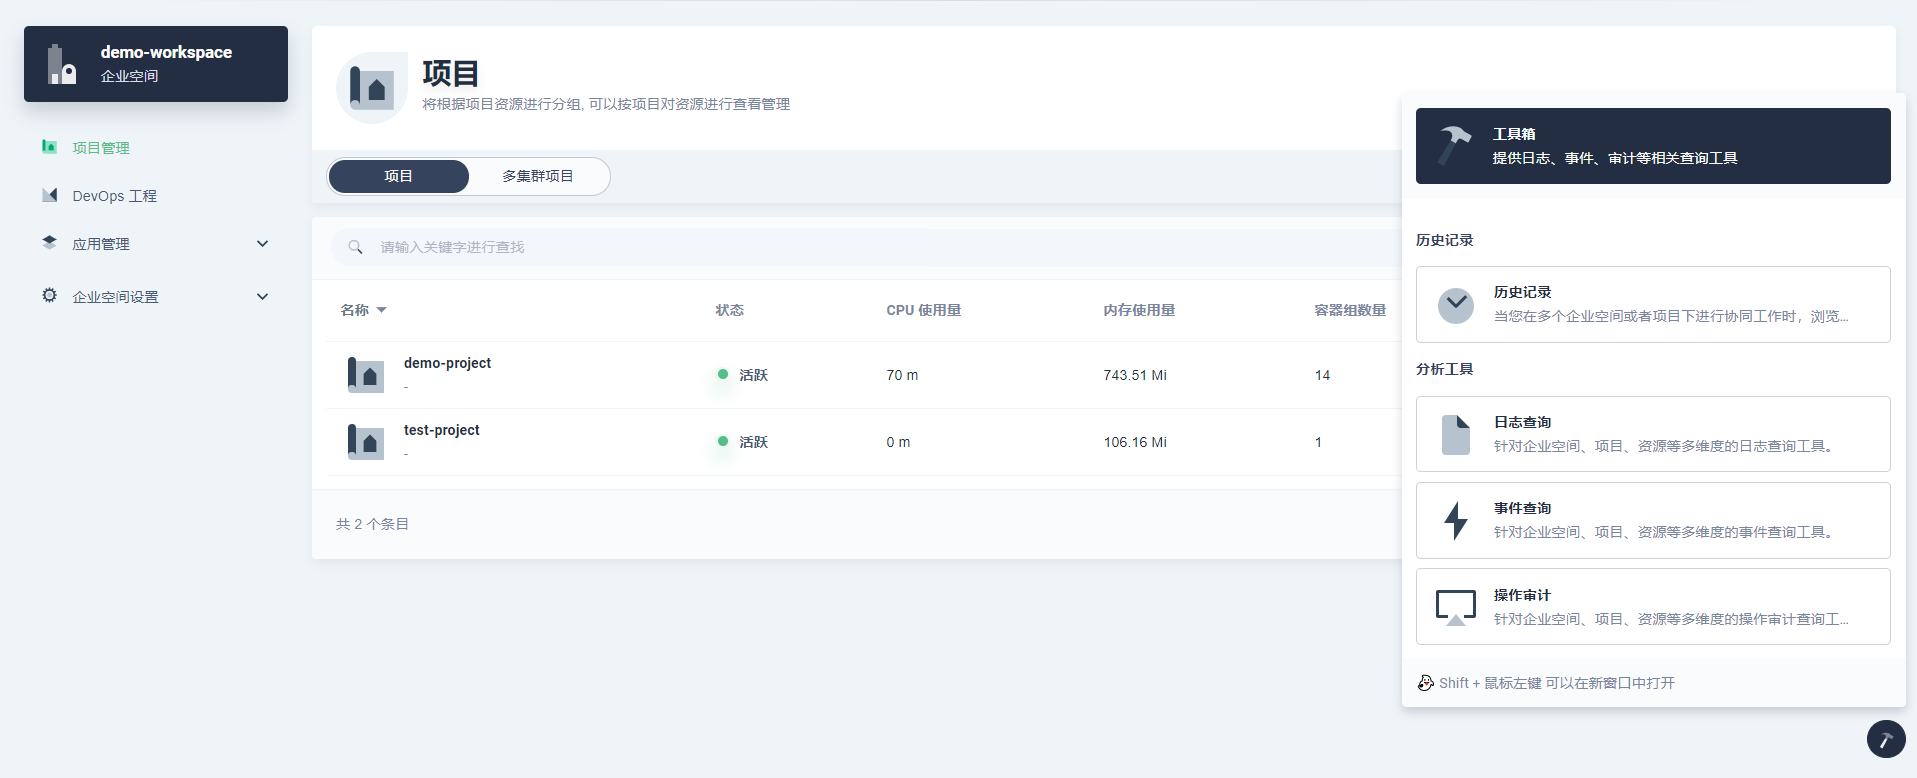 demo-workspace
企业空间
项目管理
DevOps 工程
应用管理
企业空间设置
项目
将根据项目资源进行分组, 可以按项目对资源进行查看管理
项目 多集群项目
请输入关键字进行查找
名称 状态 CPU 使用量 内存使用量 容器组数量
demo-project
-
活跃 70 m 743.51 Mi 14
test-project
-
活跃 0 m 106.16 Mi 1
共 2 个条目
工具箱
提供日志、事件、审计等相关查询工具
历史记录
历史记录
当您在多个企业空间或者项目下进行协同工作时，浏览...
分析工具
日志查询
针对企业空间、项目、资源等多维度的日志查询工具。
事件查询
针对企业空间、项目、资源等多维度的事件查询工具。
操作审计
针对企业空间、项目、资源等多维度的操作审计查询工...
Shift + 鼠标左键 可以在新窗口中打开